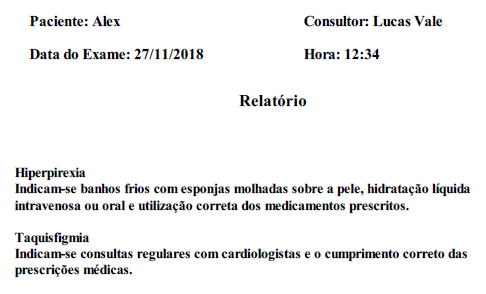 Paciente: Alex Consultor: Lucas Vale
Data do Exame: 27/11/2018 Hora: 12:34
Relatório
Hiperpirexia
Indicam-se banhos frios com esponjas molhadas sobre a pele, hidratação líquida
intravenosa ou oral e utilização correta dos medicamentos prescritos.
Taquisfigmia
Indicam-se consultas regulares com cardiologistas e o cumprimento correto das
prescrições médicas.